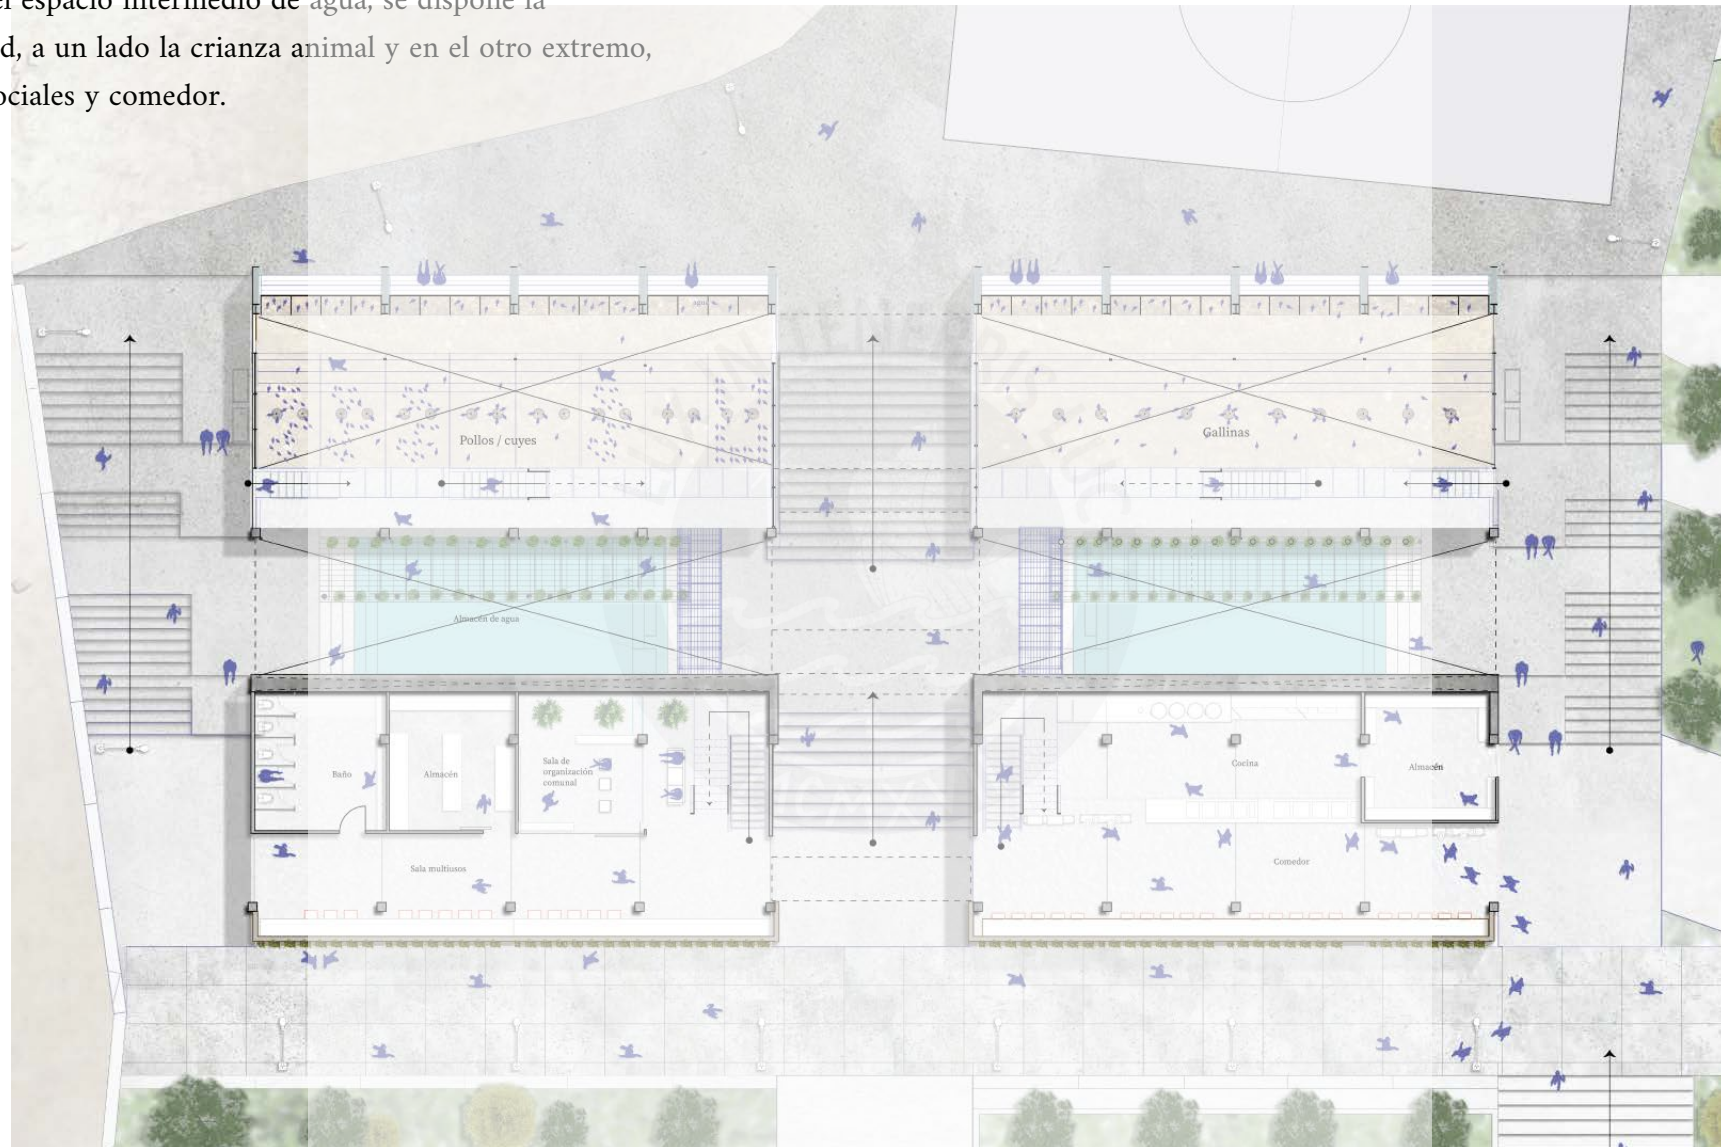 el espacio intermedio de agua, se dispone la
d, a un lado la crianza animal y en el otro extremo,
ociales y comedor.
agua
Pollos / cuyes
Gallinas
Almacén de agua
Baño
Almacén
Sala de
organización
comunal
Cocina
Almacén
Sala multiusos
Comedor